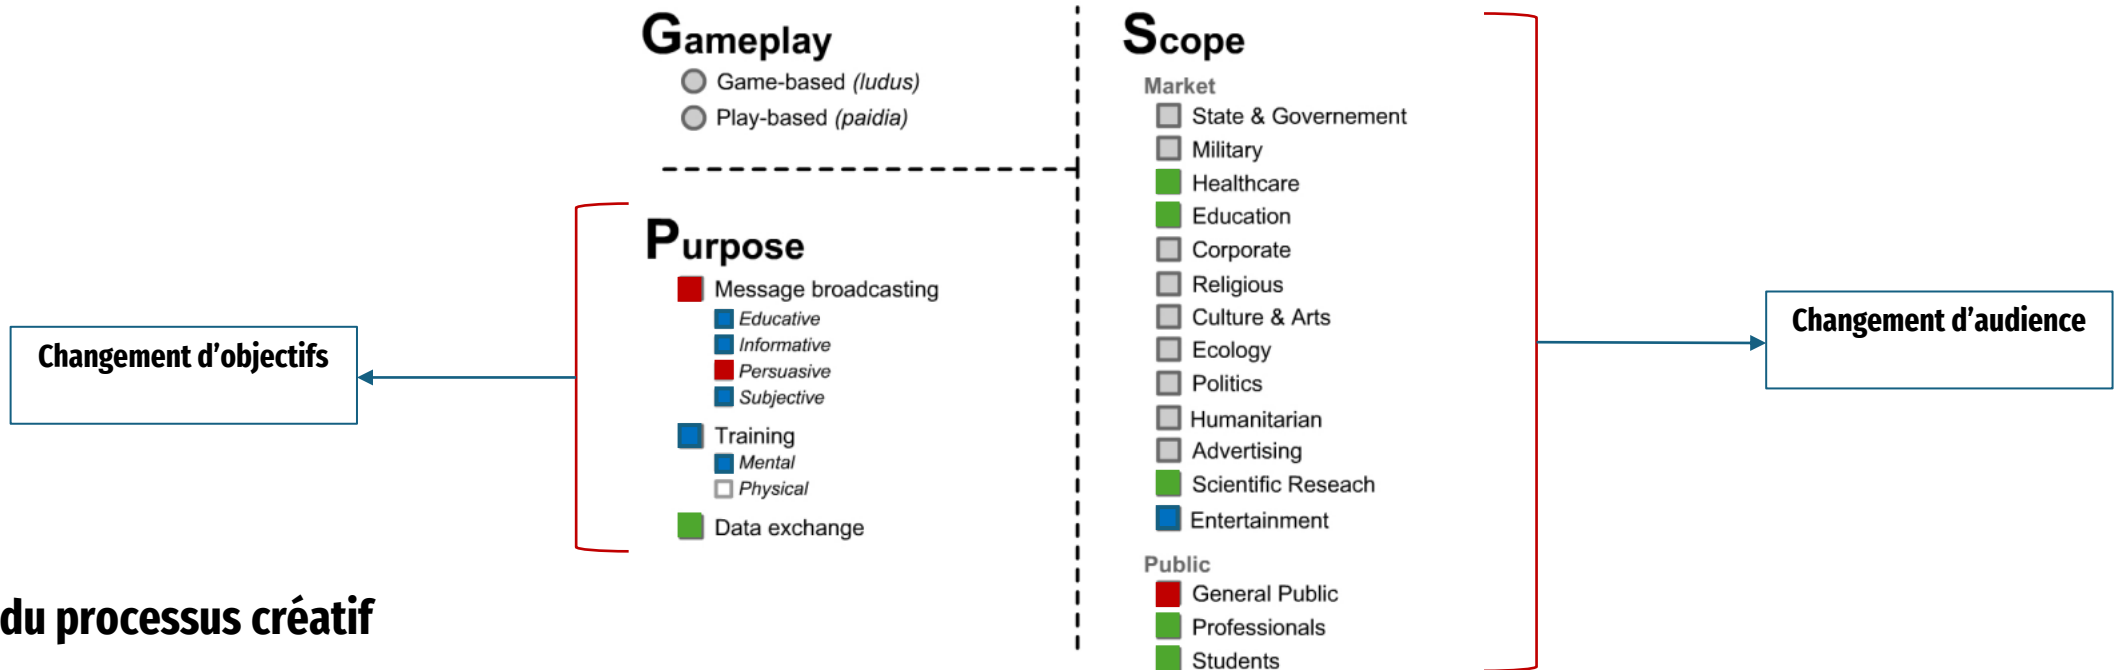 Gameplay
Game-based (ludus)
Play-based (paidia)
Purpose
Message broadcasting
Educative
Informative
Persuasive
Subjective
Training
Mental
Physical
Data exchange
Changement d'objectifs
du processus créatif
Scope
Market
State & Governement
Military
Healthcare
Education
Corporate
Religious
Culture & Arts
Ecology
Politics
Humanitarian
Advertising
Scientific Reseach
Entertainment
Public
General Public
Professionals
Students
Changement d'audience